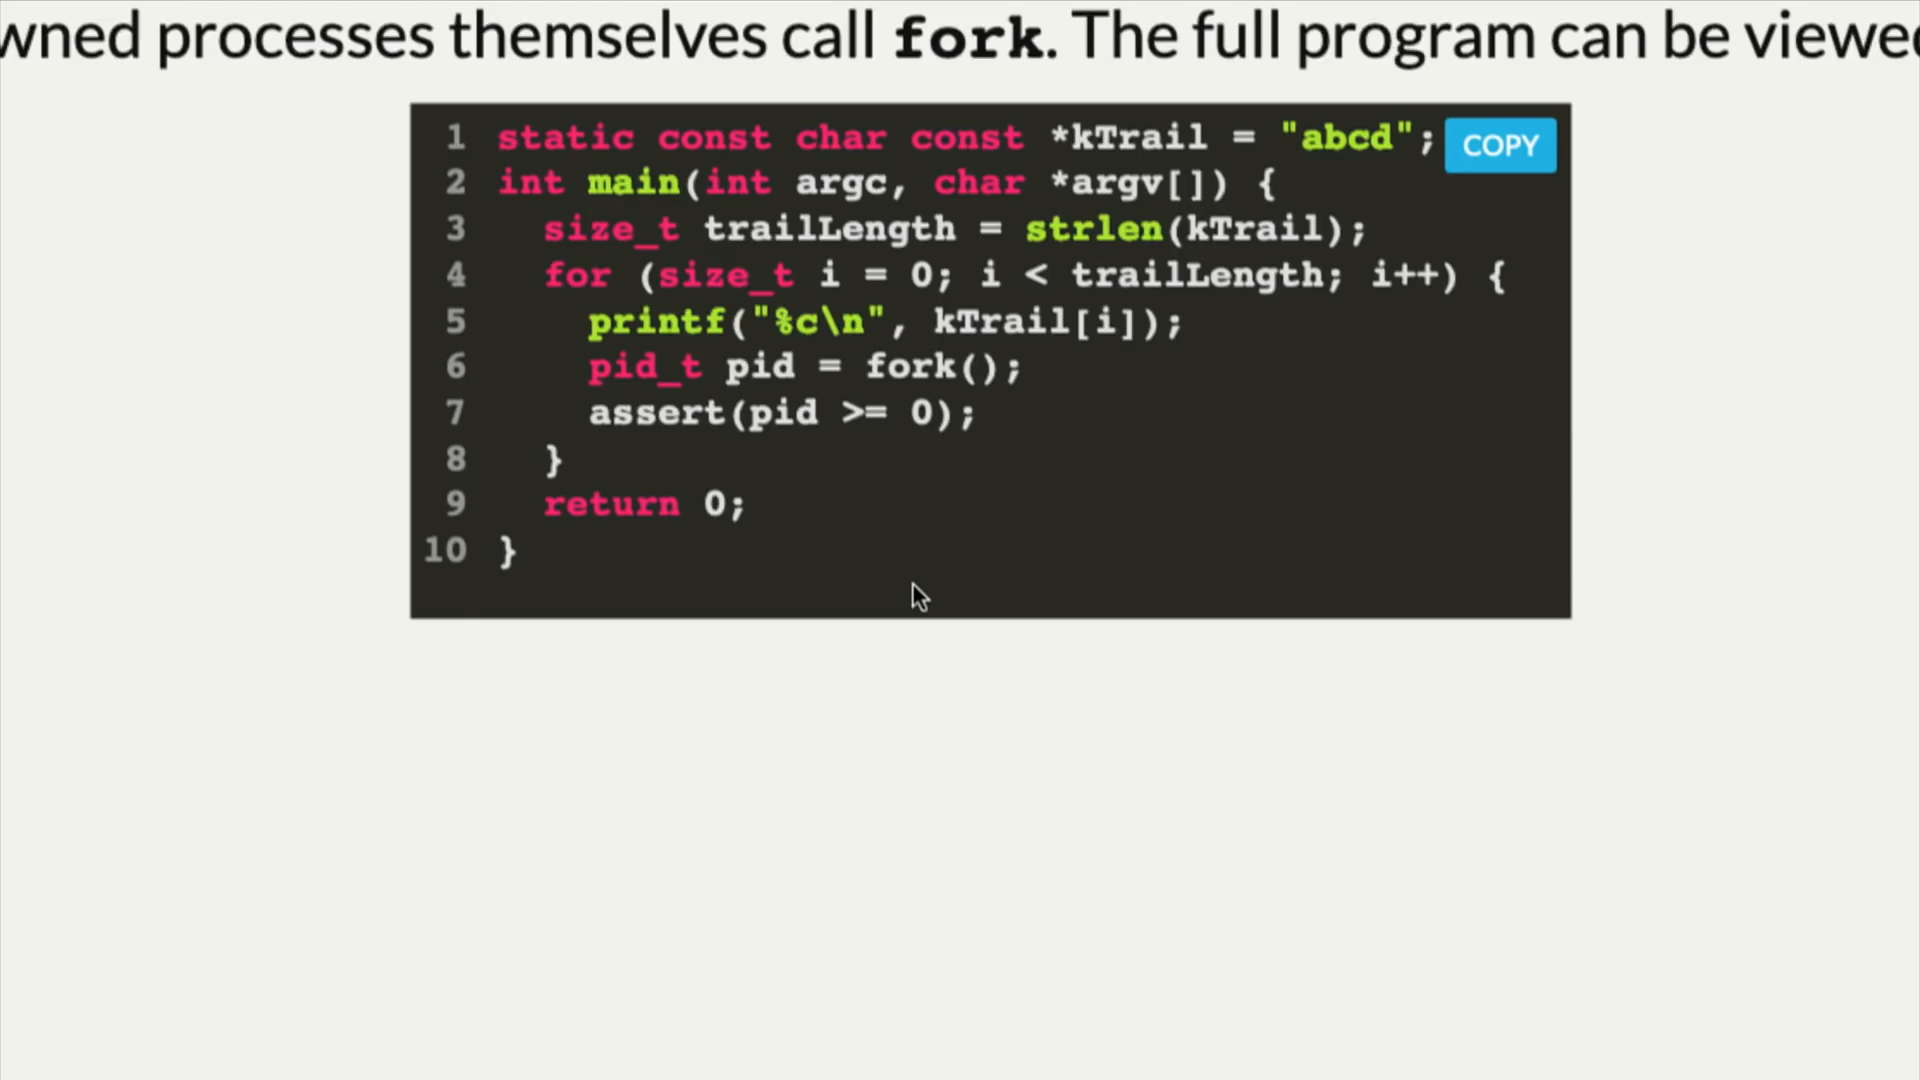 processes themselves call fork. The full program can be
1 static const char const *kTrail = "abcd"; COPY
2 int main(int argc, char *argv[]) {
3 size_t trailLength = strlen(kTrail);
4 for (size_t i = 0; i < trailLength; i++) {
5 printf("%c\n", kTrail[i]);
6 pid_t pid = fork();
7 assert(pid >= 0);
8 }
9 return 0;
10 }